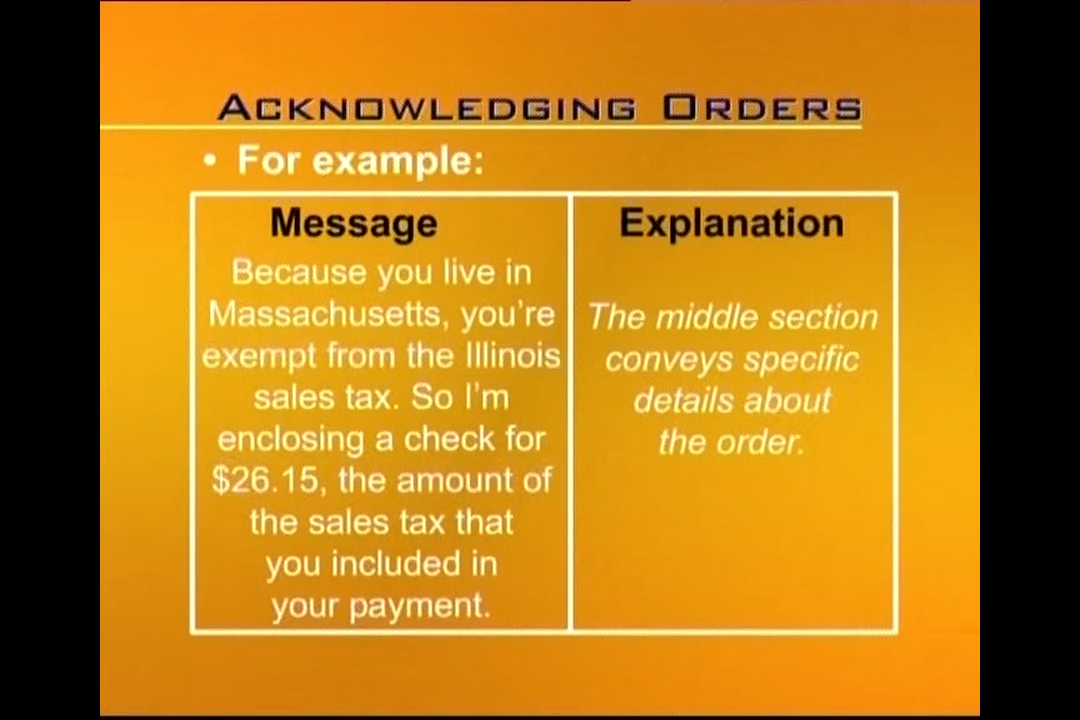 ACKNOWLEDGING ORDERS
• For example:
Message
Because you live in
Massachusetts, you're
exempt from the Illinois
sales tax. So I'm
enclosing a check for
$26.15, the amount of
the sales tax that
you included in
your payment.
Explanation
The middle section
conveys specific
details about
the order.